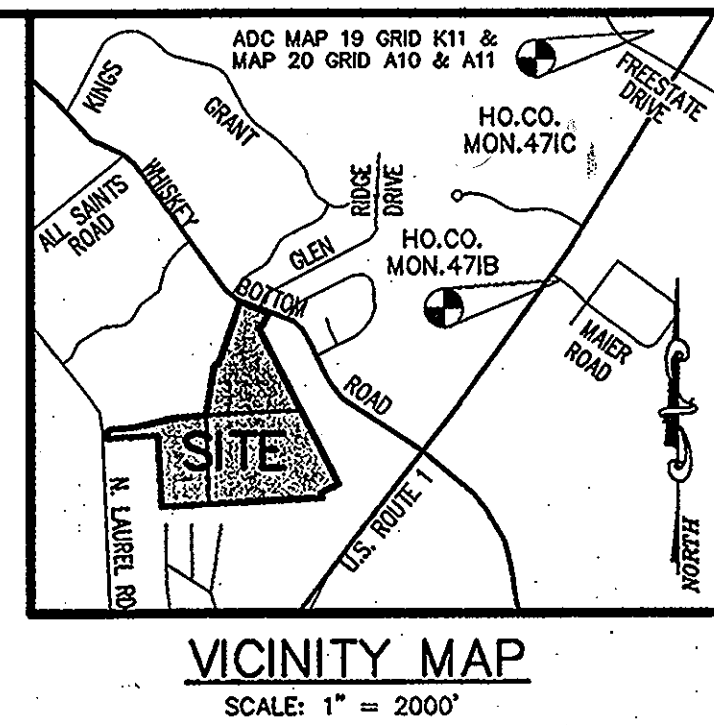 ADC MAP 19 GRID K11 &
MAP 20 GRID A10 & A11
FREESTATE
DRIVE
KINGS
GRANT
HO.CO.
MON.471C
WHISKEY
RIDGE
DRIVE
ALL SAINTS
ROAD
GLEN
HO.CO.
MON.471B
BOTTOM
MAIER
ROAD
ROAD
SITE
N. LAUREL RD
U.S. ROUTE 1
NORTH
VICINITY MAP
SCALE: 1" = 2000'